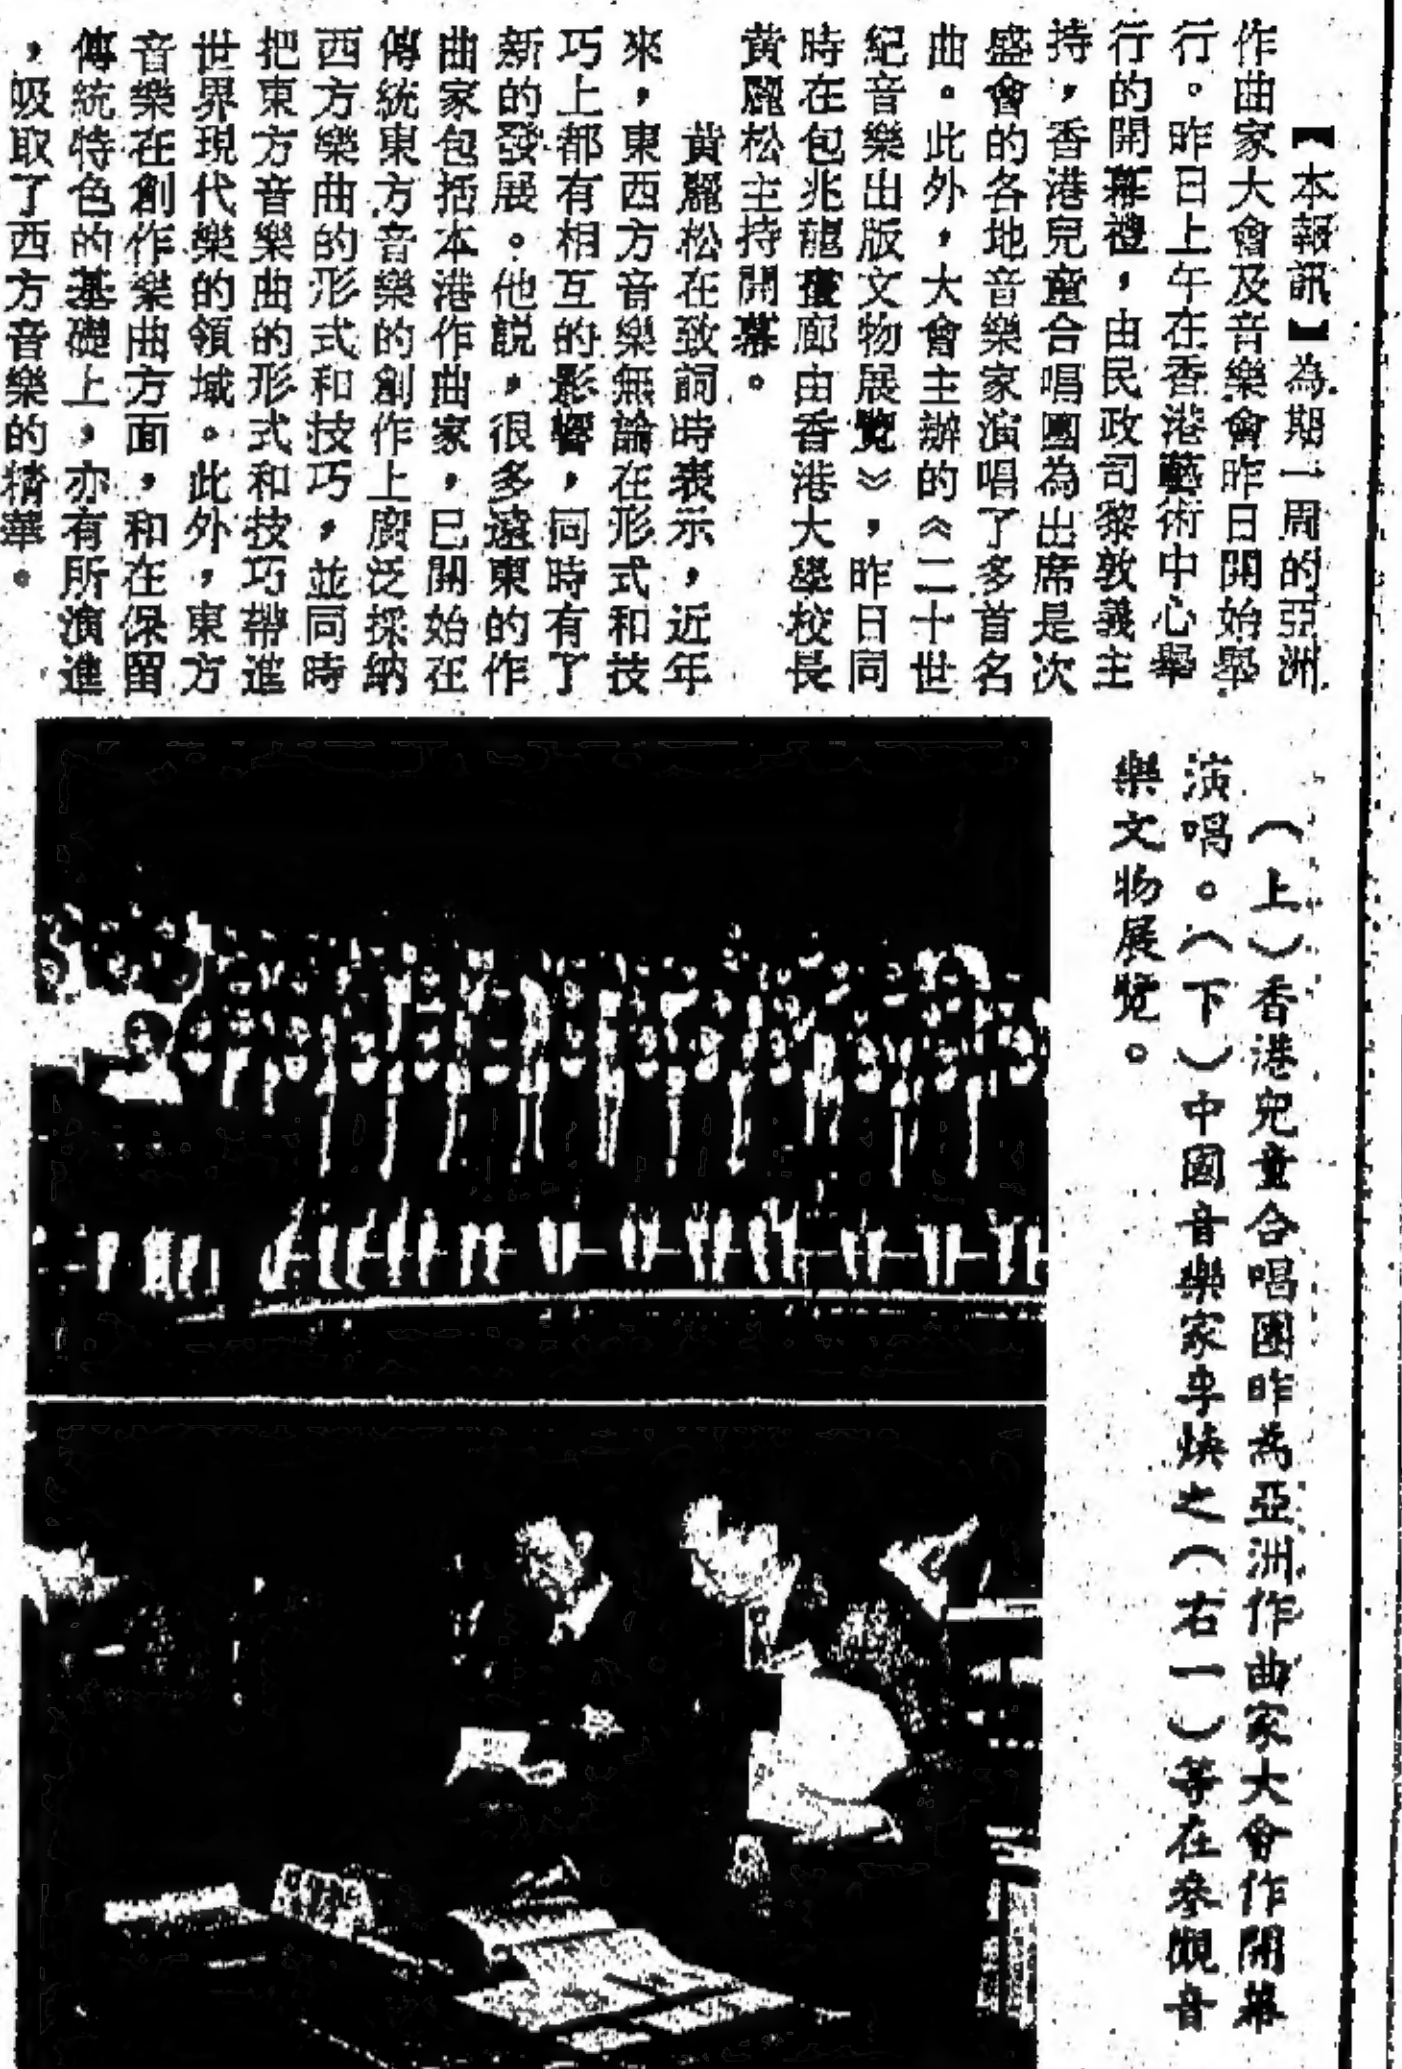 【本報訊】為期一周的亞洲
作曲家大會及音樂會昨日開始舉
行。昨日上午在香港藝術中心舉
行的開幕禮，由民政司黎敦義主
持，香港兒童合唱團為出席是次
盛會的各地音樂家演唱了多首名
曲。此外，大會主辦的《二十世
紀音樂出版文物展覽》，昨日同
時在包兆龍畫廊由香港大學校長
黃麗松主持開幕。
黃麗松在致詞時表示，近年
來，東西方音樂無論在形式和技
巧上都有相互的影響，同時有了
新的發展。他說，很多遠東的作
曲家包括本港作曲家，已開始在
傳統東方音樂的創作上廣泛採納
西方樂曲的形式和技巧，並同時
把東方音樂曲的形式和技巧帶進
世界現代樂的領域。此外，東方
音樂在創作樂曲方面，和在保留
傳統特色的基礎上，亦有所演進
，吸取了西方音樂的精華。
（上）香港兒童合唱團昨為亞洲作曲家大會作開幕
演唱。（下）中國音樂家李煥之（右一）等在參觀音
樂文物展覽。